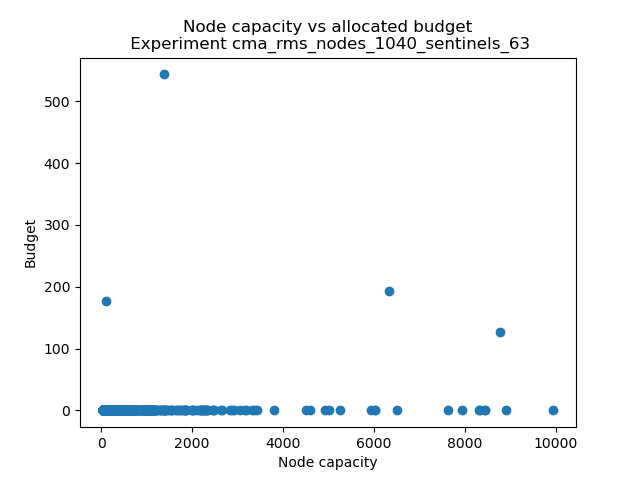 Node capacity vs allocated budget
Experiment cma_rms_nodes_1040_sentinels_63
500
400
300
200
100
0
Budget
0 2000 4000 6000 8000 10000
Node capacity